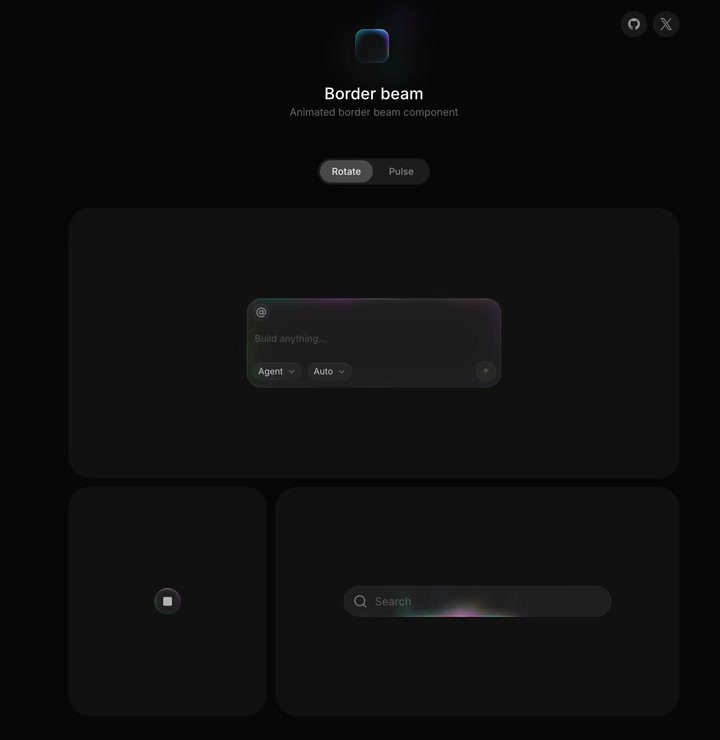 Border beam
Animated border beam component
Rotate Pulse
@
Build anything...
Agent Auto
Search